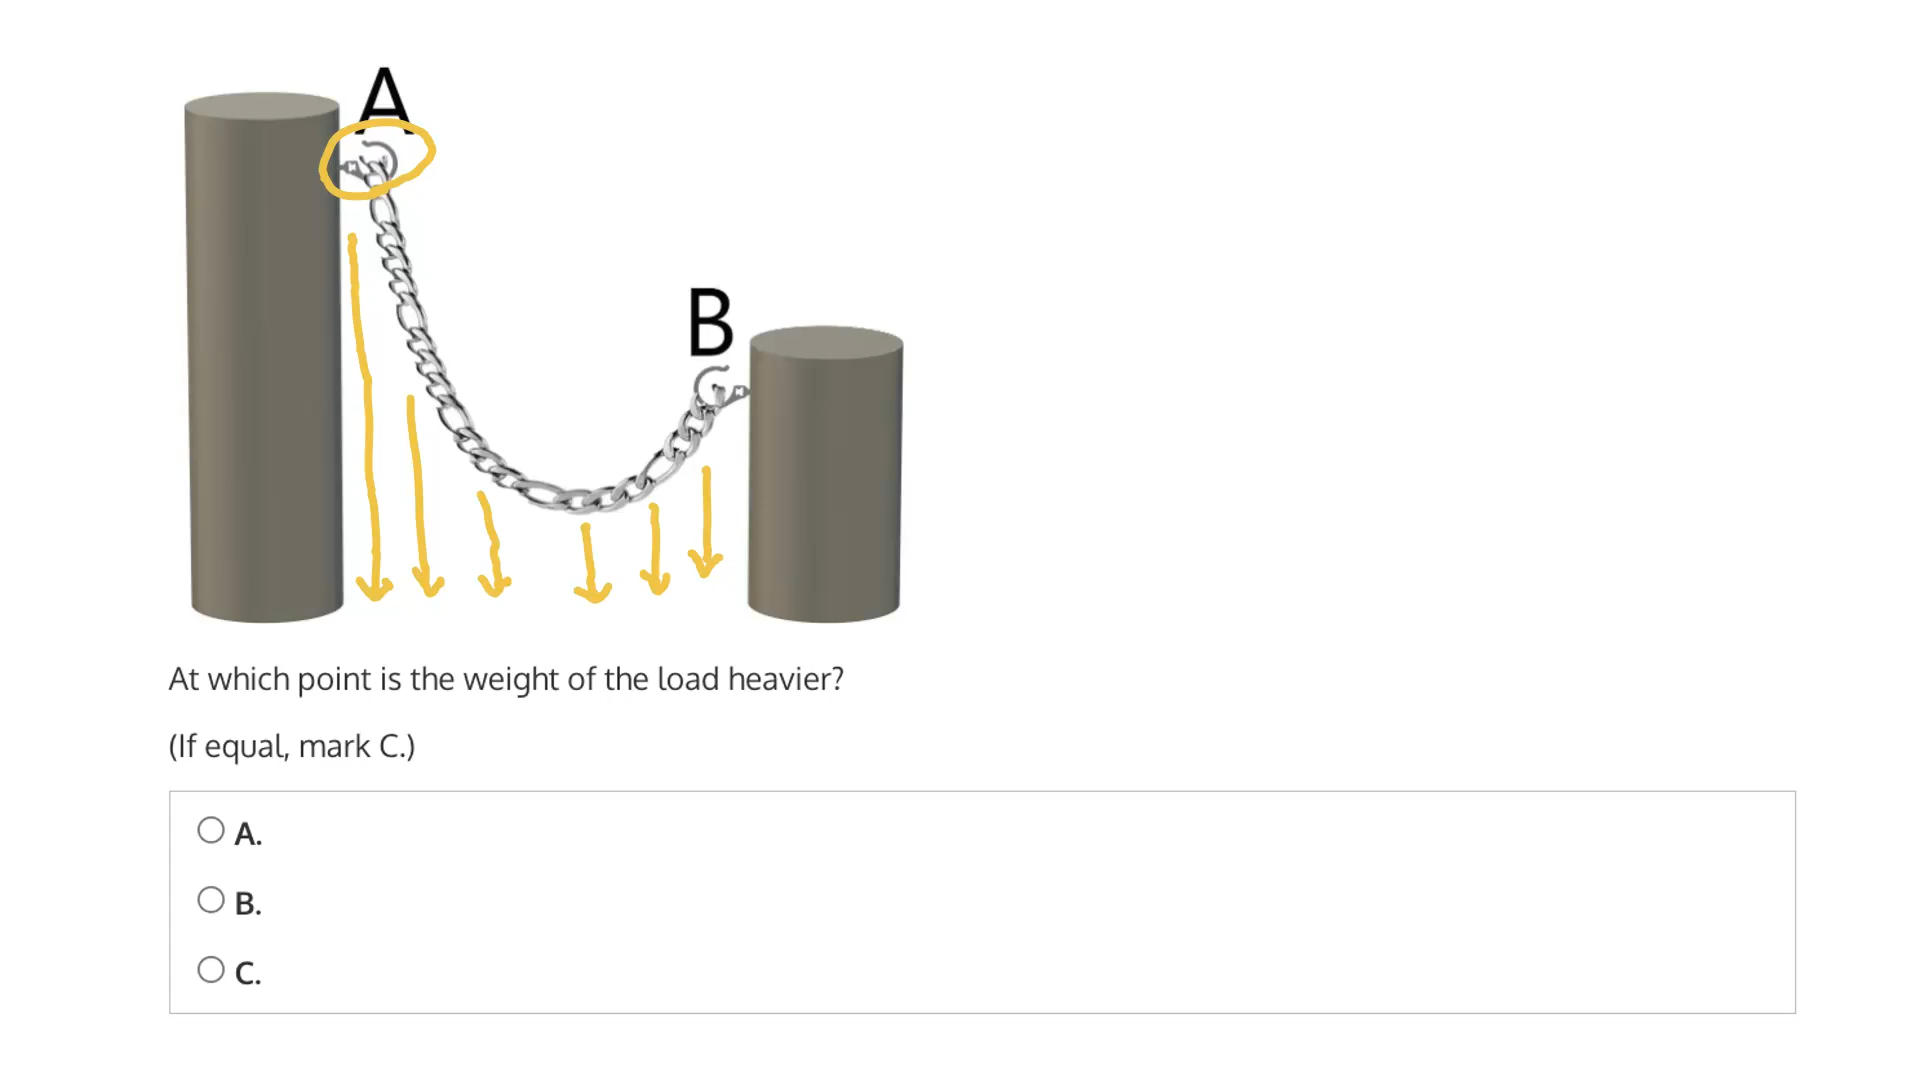 A
B
At which point is the weight of the load heavier?
(If equal, mark C.)
A.
B.
C.